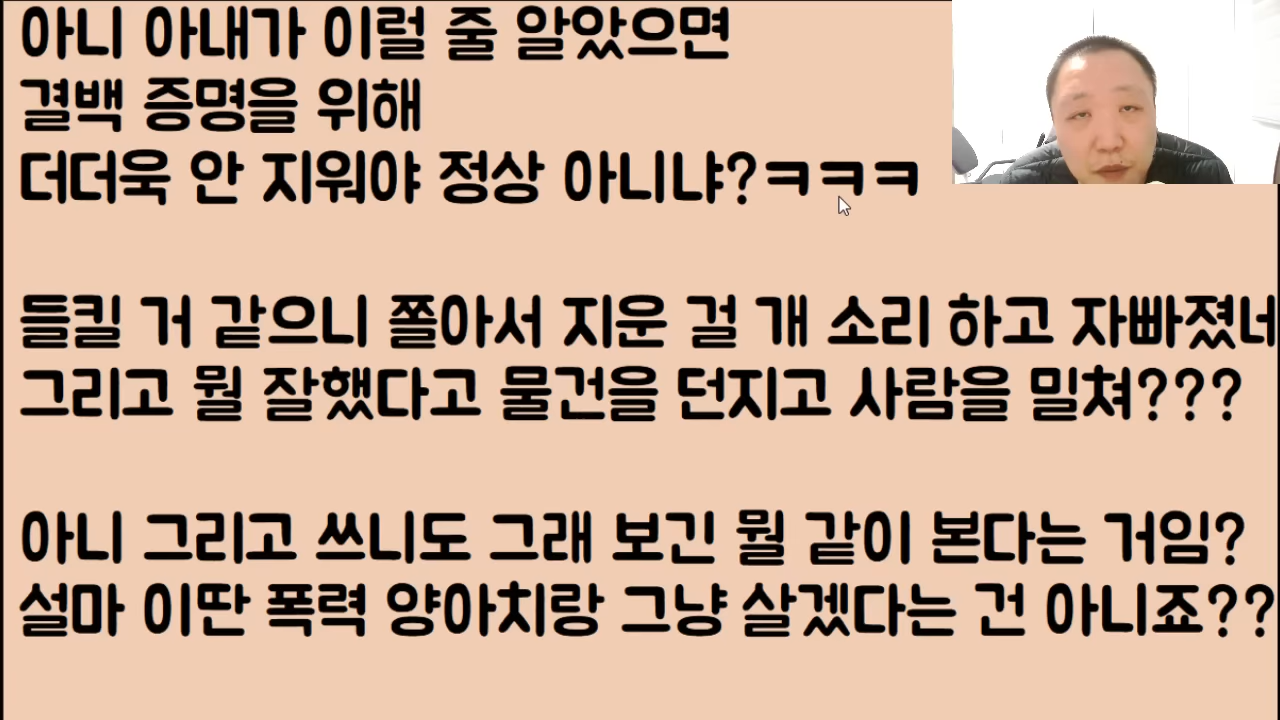 아니 아내가 이럴 줄 알았으면
결백 증명을 위해
더더욱 안 지워야 정상 아니냐?ㅋㅋㅋ
들킬 거 같으니 쫄아서 지운 걸 개 소리 하고 자빠졌네
그리고 뭘 잘했다고 물건을 던지고 사람을 밀쳐???
아니 그리고 쓰니도 그래 보긴 뭘 같이 본다는 거임?
설마 이딴 폭력 양아치랑 그냥 살겠다는 건 아니죠??